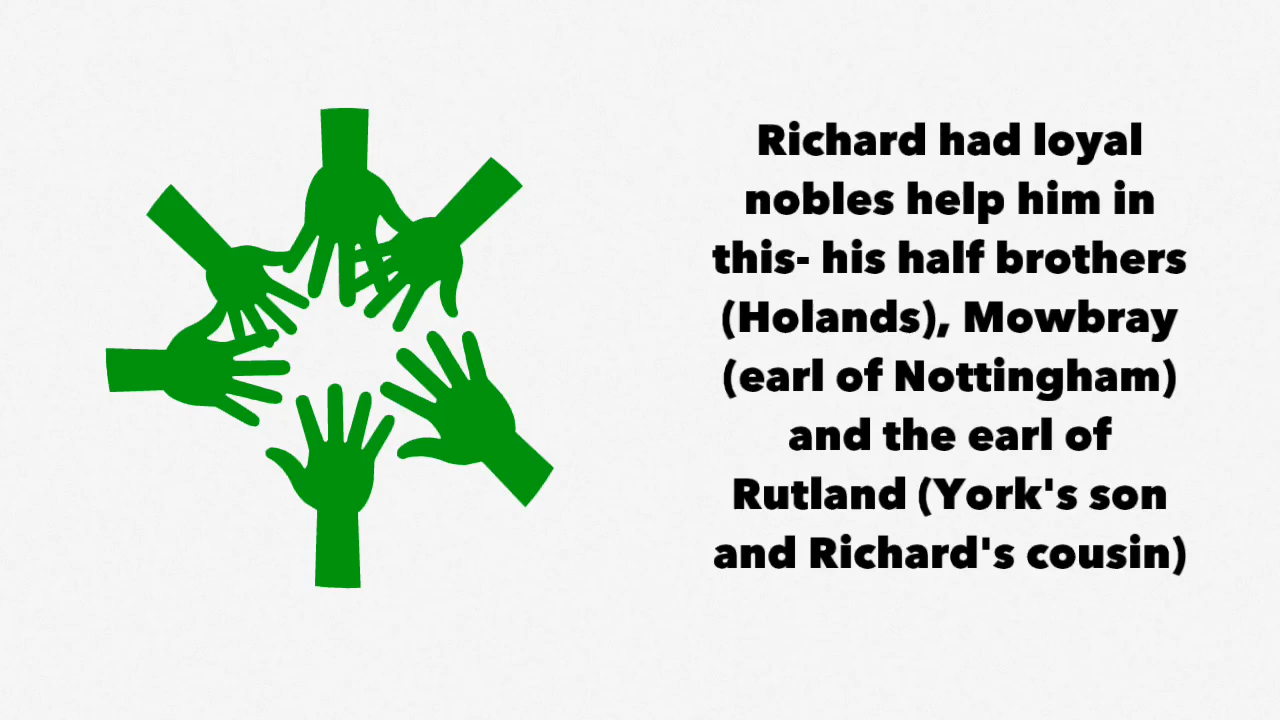 Richard had loyal
nobles help him in
this- his half brothers
(Holands), Mowbray
(earl of Nottingham)
and the earl of
Rutland (York's son
and Richard's cousin)